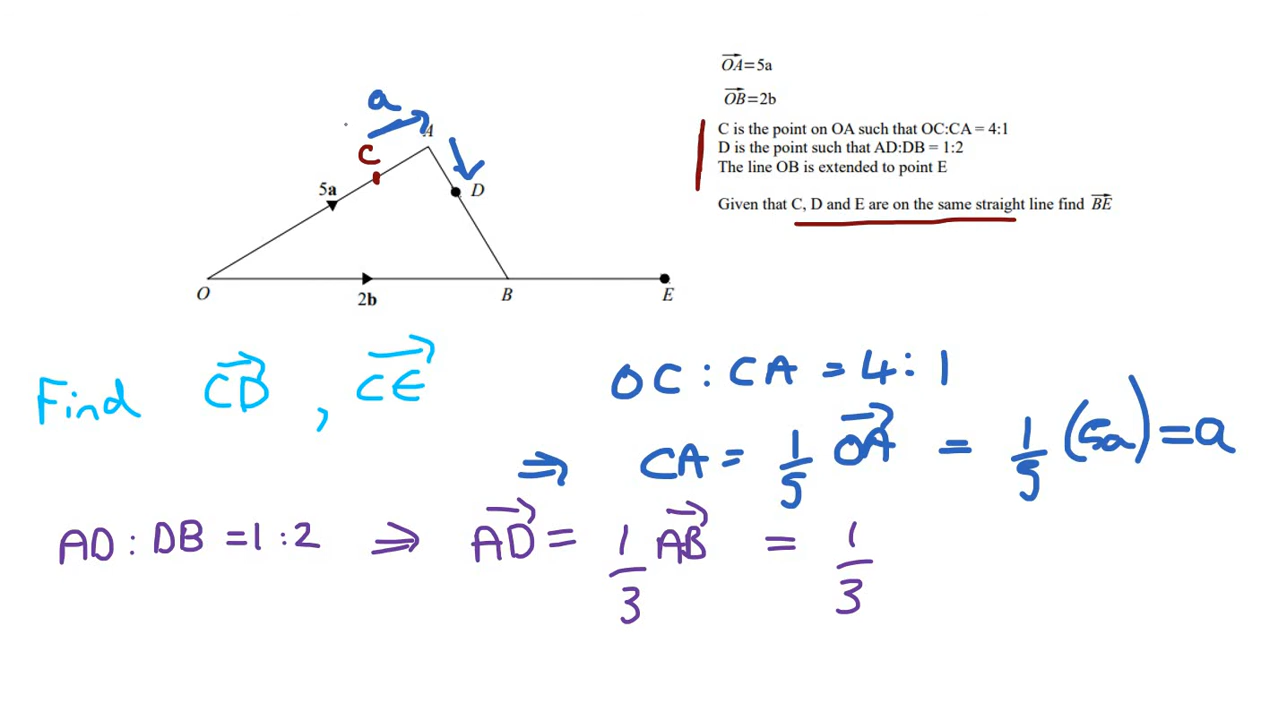 OA=5a
OB=2b
C is the point on OA such that OC:CA = 4:1
D is the point such that AD:DB = 1:2
The line OB is extended to point E
Given that C, D and E are on the same straight line find BE
a
A
C
5a
D
O
2b
B
E
Find CD , CE
OC : CA = 4 : 1
⇒ CA = 1/5 OA = 1/5 (5a) = a
AD : DB = 1 : 2 ⇒ AD = 1/3 AB = 1/3